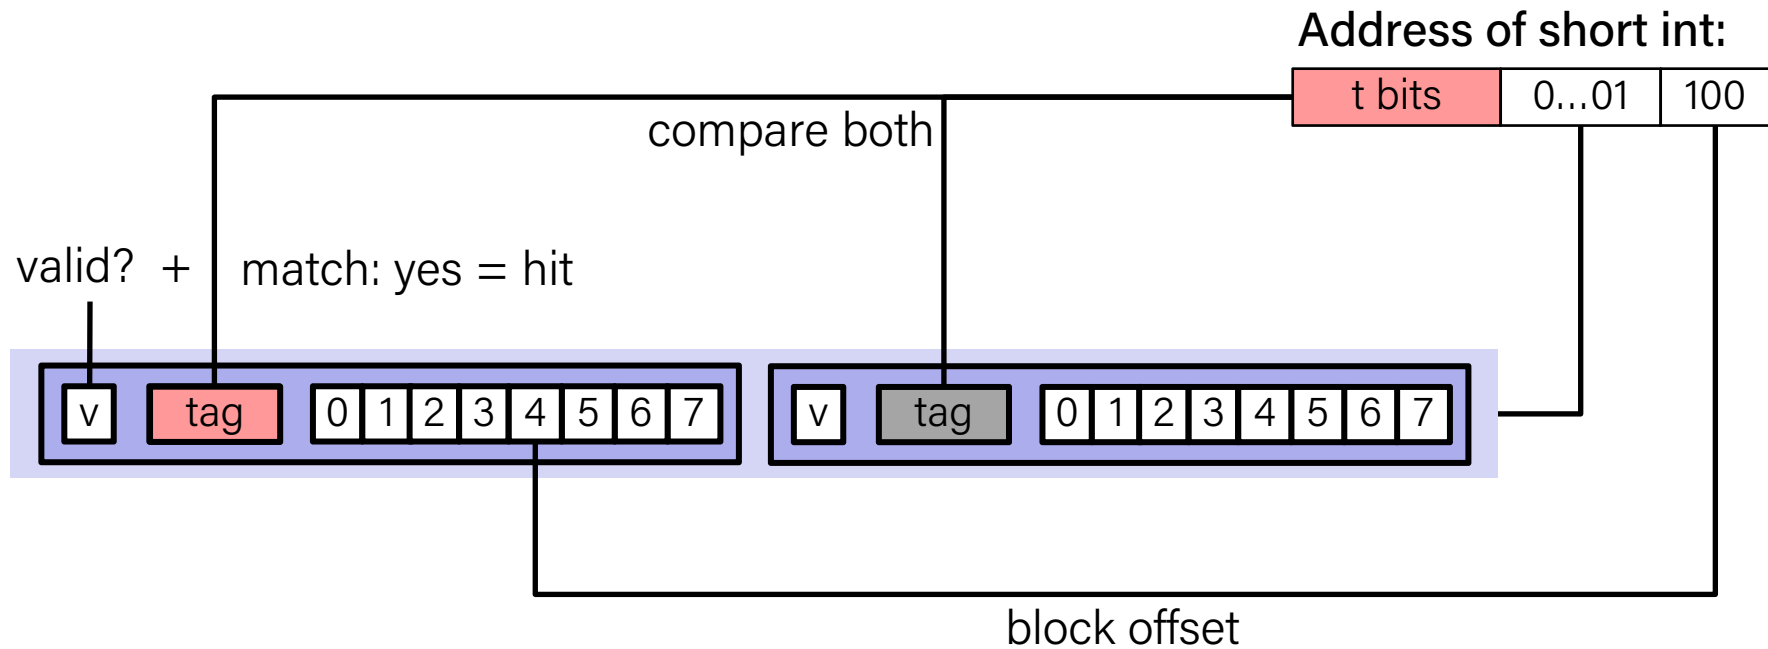 Address of short int:
t bits 0...01 100
compare both
valid? + match: yes = hit
v tag 0 1 2 3 4 5 6 7 v tag 0 1 2 3 4 5 6 7
block offset